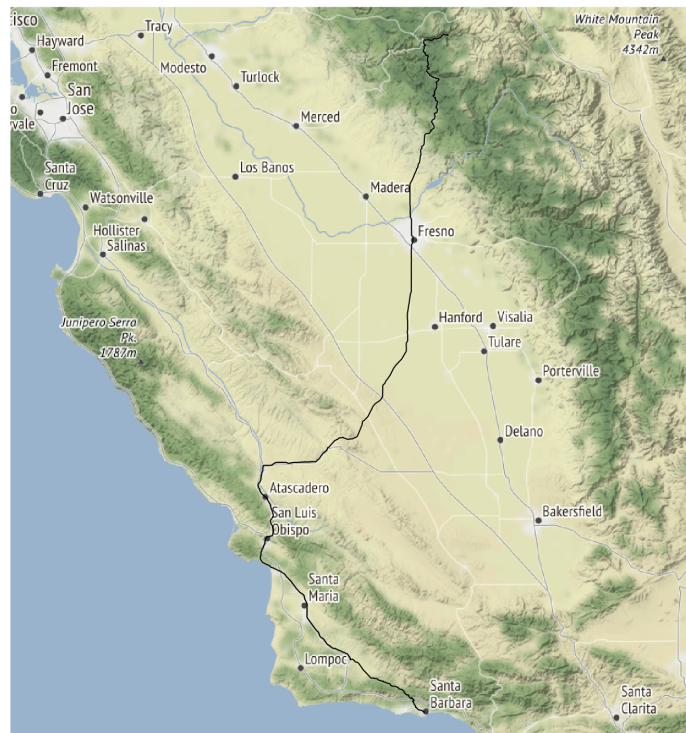 cisco
Tracy
Hayward
Fremont
Modesto
Turlock
San
Jose
o
vale
White Mountain
Peak
4342m
Merced
Santa
Cruz
Los Banos
Watsonville
Madera
Hollister
Salinas
Fresno
Junipero Serra
Pk.
1787m
Hanford
Visalia
Tulare
Porterville
Delano
Atascadero
San Luis
Obispo
Bakersfield
Santa
Maria
Lompoc
Santa
Barbara
Santa
Clarita